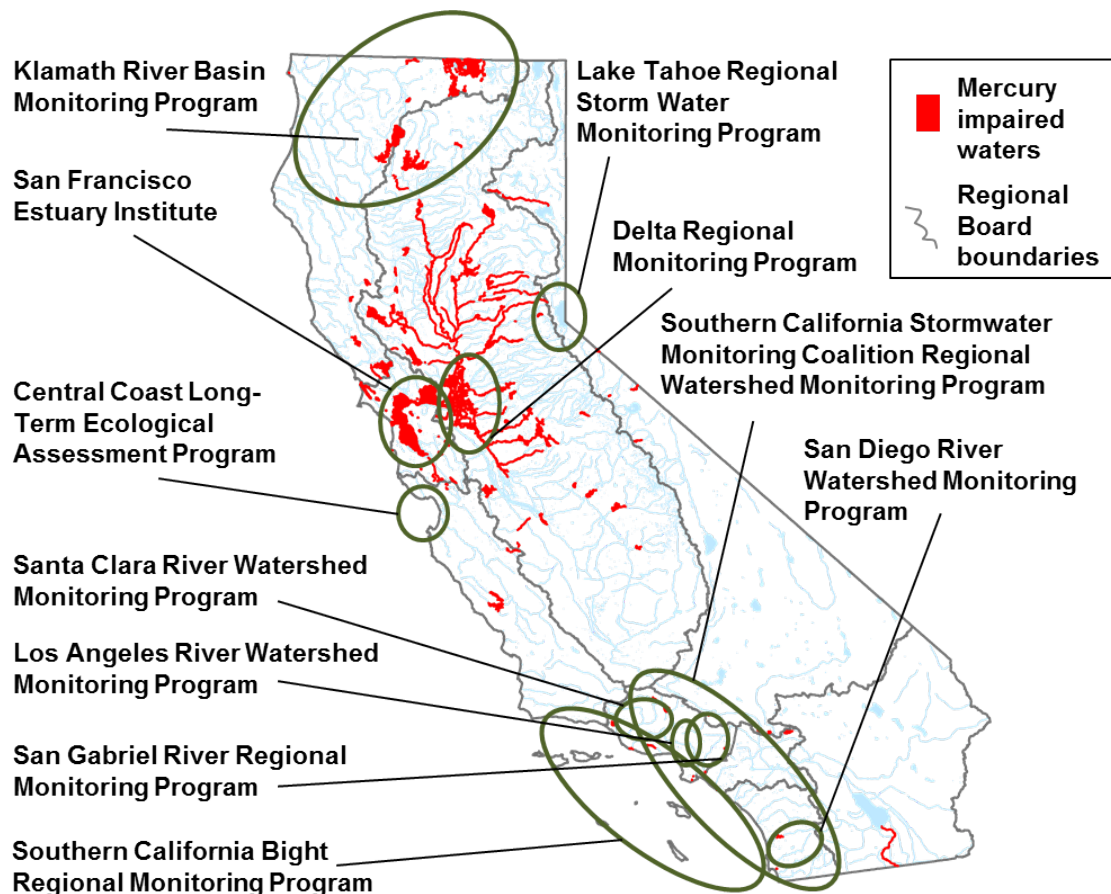 Klamath River Basin
Monitoring Program
San Francisco
Estuary Institute
Central Coast Long-
Term Ecological
Assessment Program
Santa Clara River Watershed
Monitoring Program
Los Angeles River Watershed
Monitoring Program
San Gabriel River Regional
Monitoring Program
Southern California Bight
Regional Monitoring Program
Lake Tahoe Regional
Storm Water
Monitoring Program
Delta Regional
Monitoring Program
Southern California Stormwater
Monitoring Coalition Regional
Watershed Monitoring Program
San Diego River
Watershed Monitoring
Program
Mercury
impaired
waters
Regional
Board
boundaries